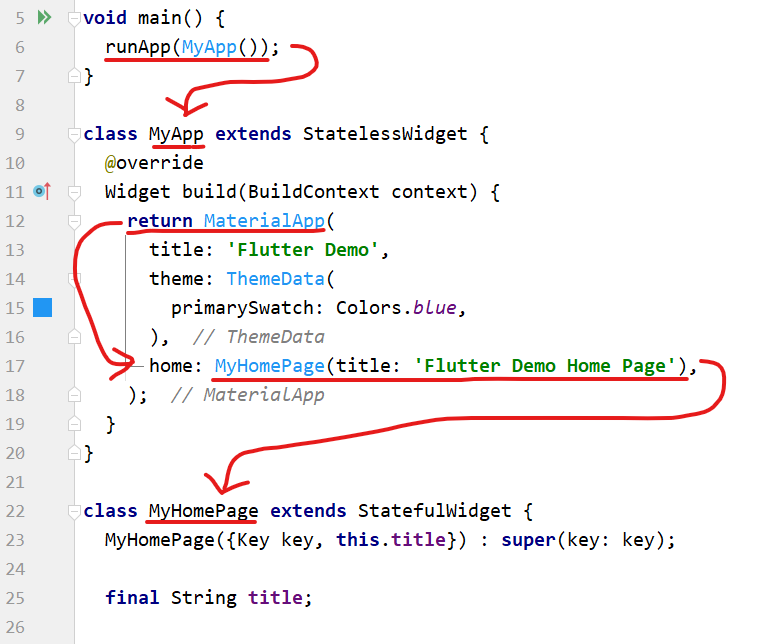 5 void main() {
6 runApp(MyApp());
7 }
8
9 class MyApp extends StatelessWidget {
10 @override
11 Widget build(BuildContext context) {
12 return MaterialApp(
13 title: 'Flutter Demo',
14 theme: ThemeData(
15 primarySwatch: Colors.blue,
16 ), // ThemeData
17 home: MyHomePage(title: 'Flutter Demo Home Page'),
18 ); // MaterialApp
19 }
20 }
21
22 class MyHomePage extends StatefulWidget {
23 MyHomePage({Key key, this.title}) : super(key: key);
24
25 final String title;
26